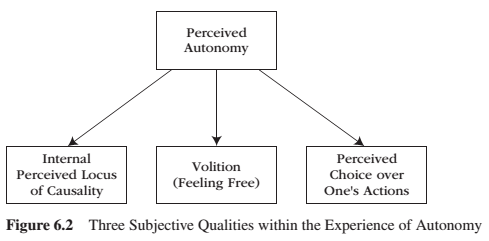 Perceived
Autonomy
Internal
Perceived Locus
of Causality
Volition
(Feeling Free)
Perceived
Choice over
One's Actions
Figure 6.2 Three Subjective Qualities within the Experience of Autonomy